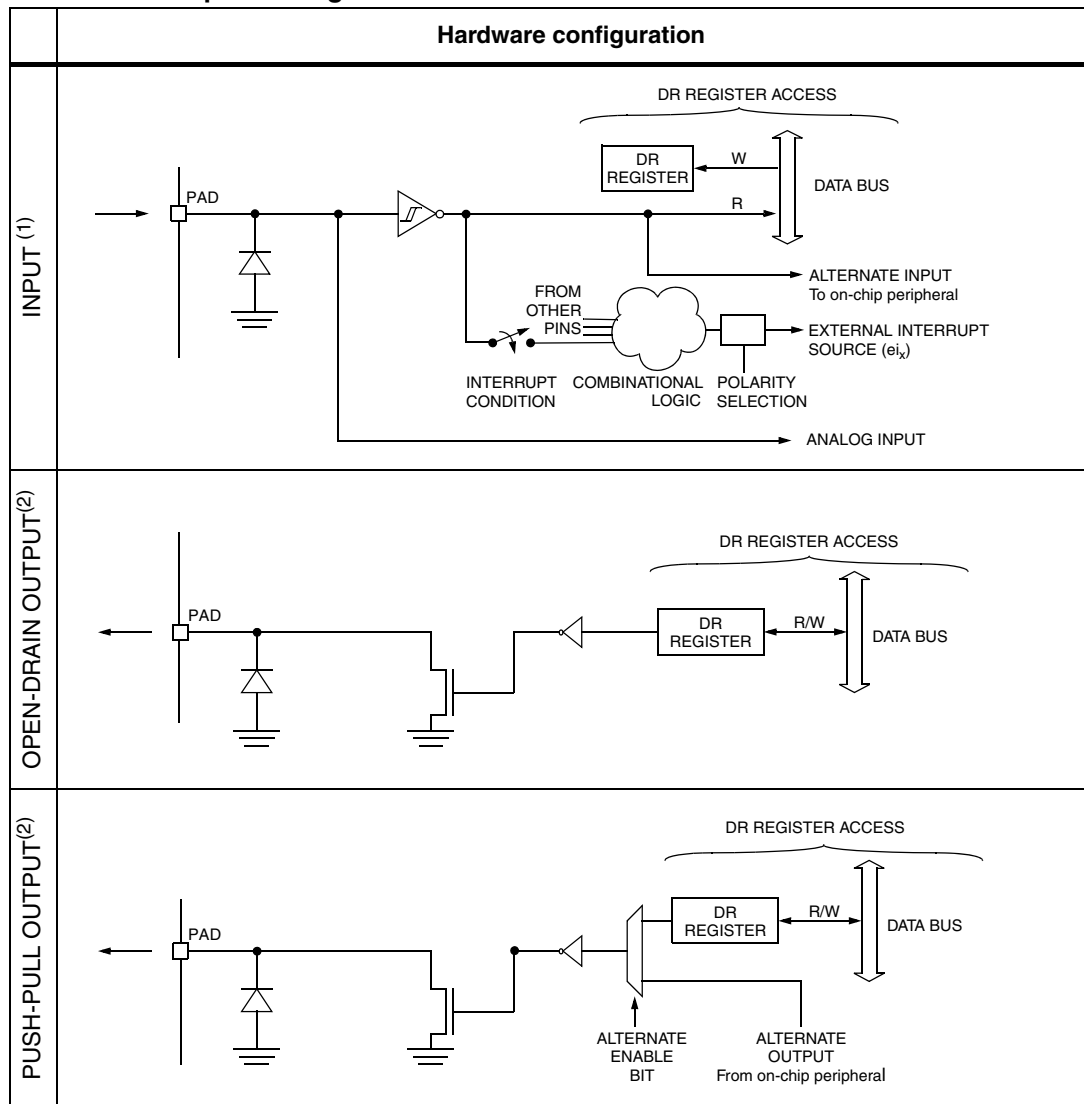 Hardware configuration
INPUT (1)
DR REGISTER ACCESS
DR
REGISTER
W
DATA BUS
PAD
R
ALTERNATE INPUT
To on-chip peripheral
FROM
OTHER
PINS
EXTERNAL INTERRUPT
SOURCE (eix)
INTERRUPT
CONDITION
COMBINATIONAL
LOGIC
POLARITY
SELECTION
ANALOG INPUT
OPEN-DRAIN OUTPUT(2)
DR REGISTER ACCESS
PAD
DR
REGISTER
R/W
DATA BUS
PUSH-PULL OUTPUT(2)
DR REGISTER ACCESS
PAD
DR
REGISTER
R/W
DATA BUS
ALTERNATE
ENABLE
BIT
ALTERNATE
OUTPUT
From on-chip peripheral